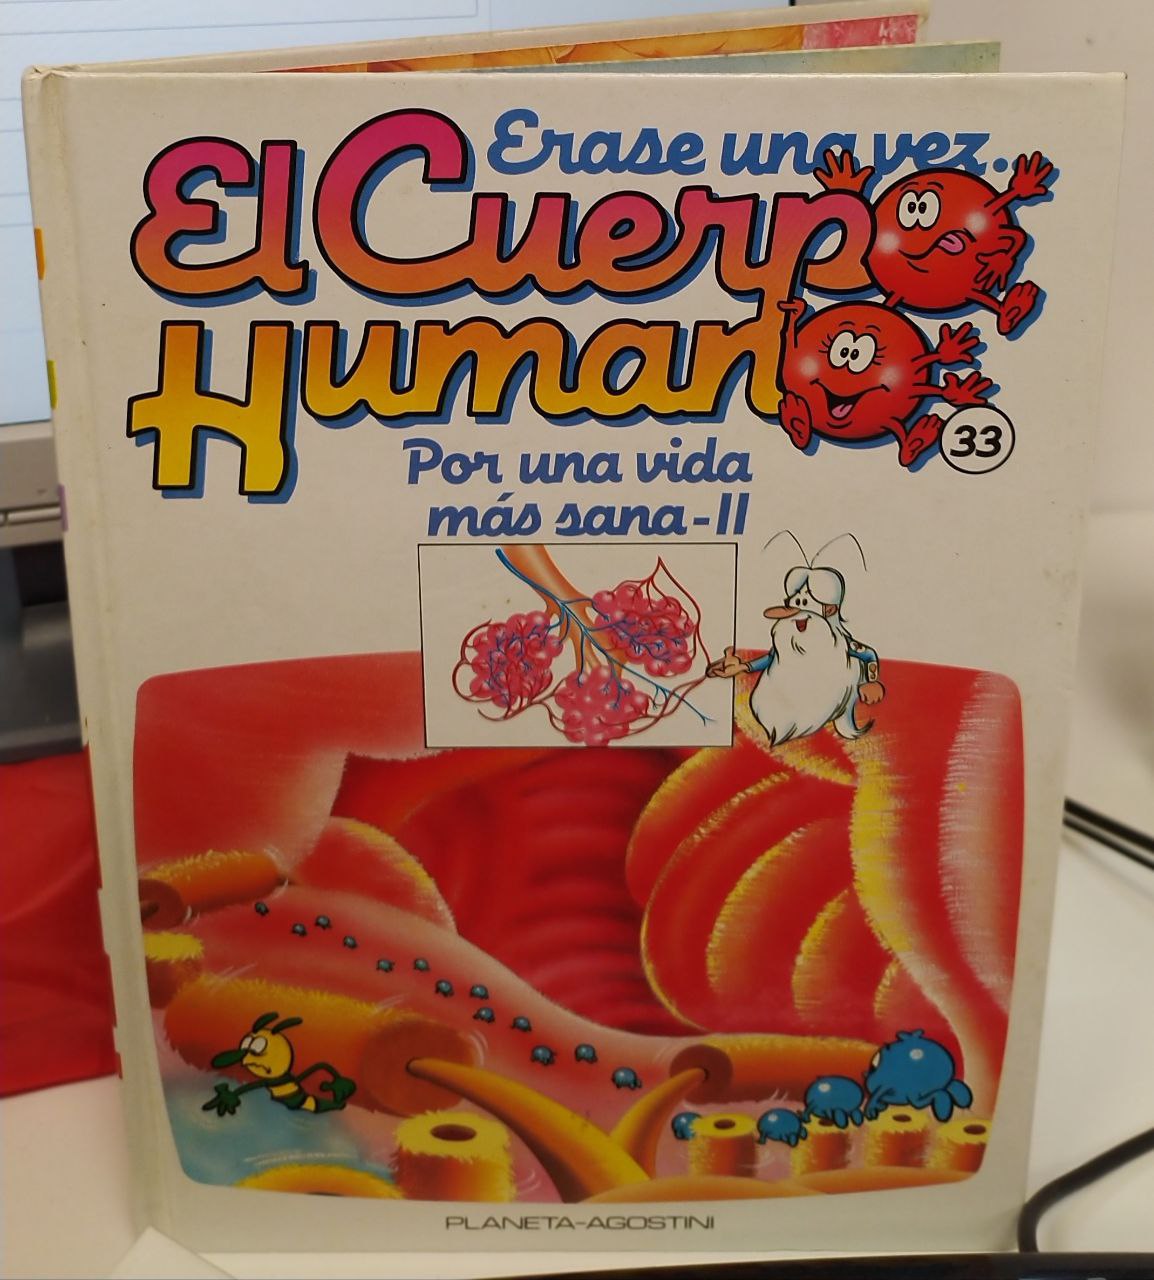 Erase una vez...
El Cuerpo
Humano
33
Por una vida
más sana-II
PLANETA-AGOSTINI